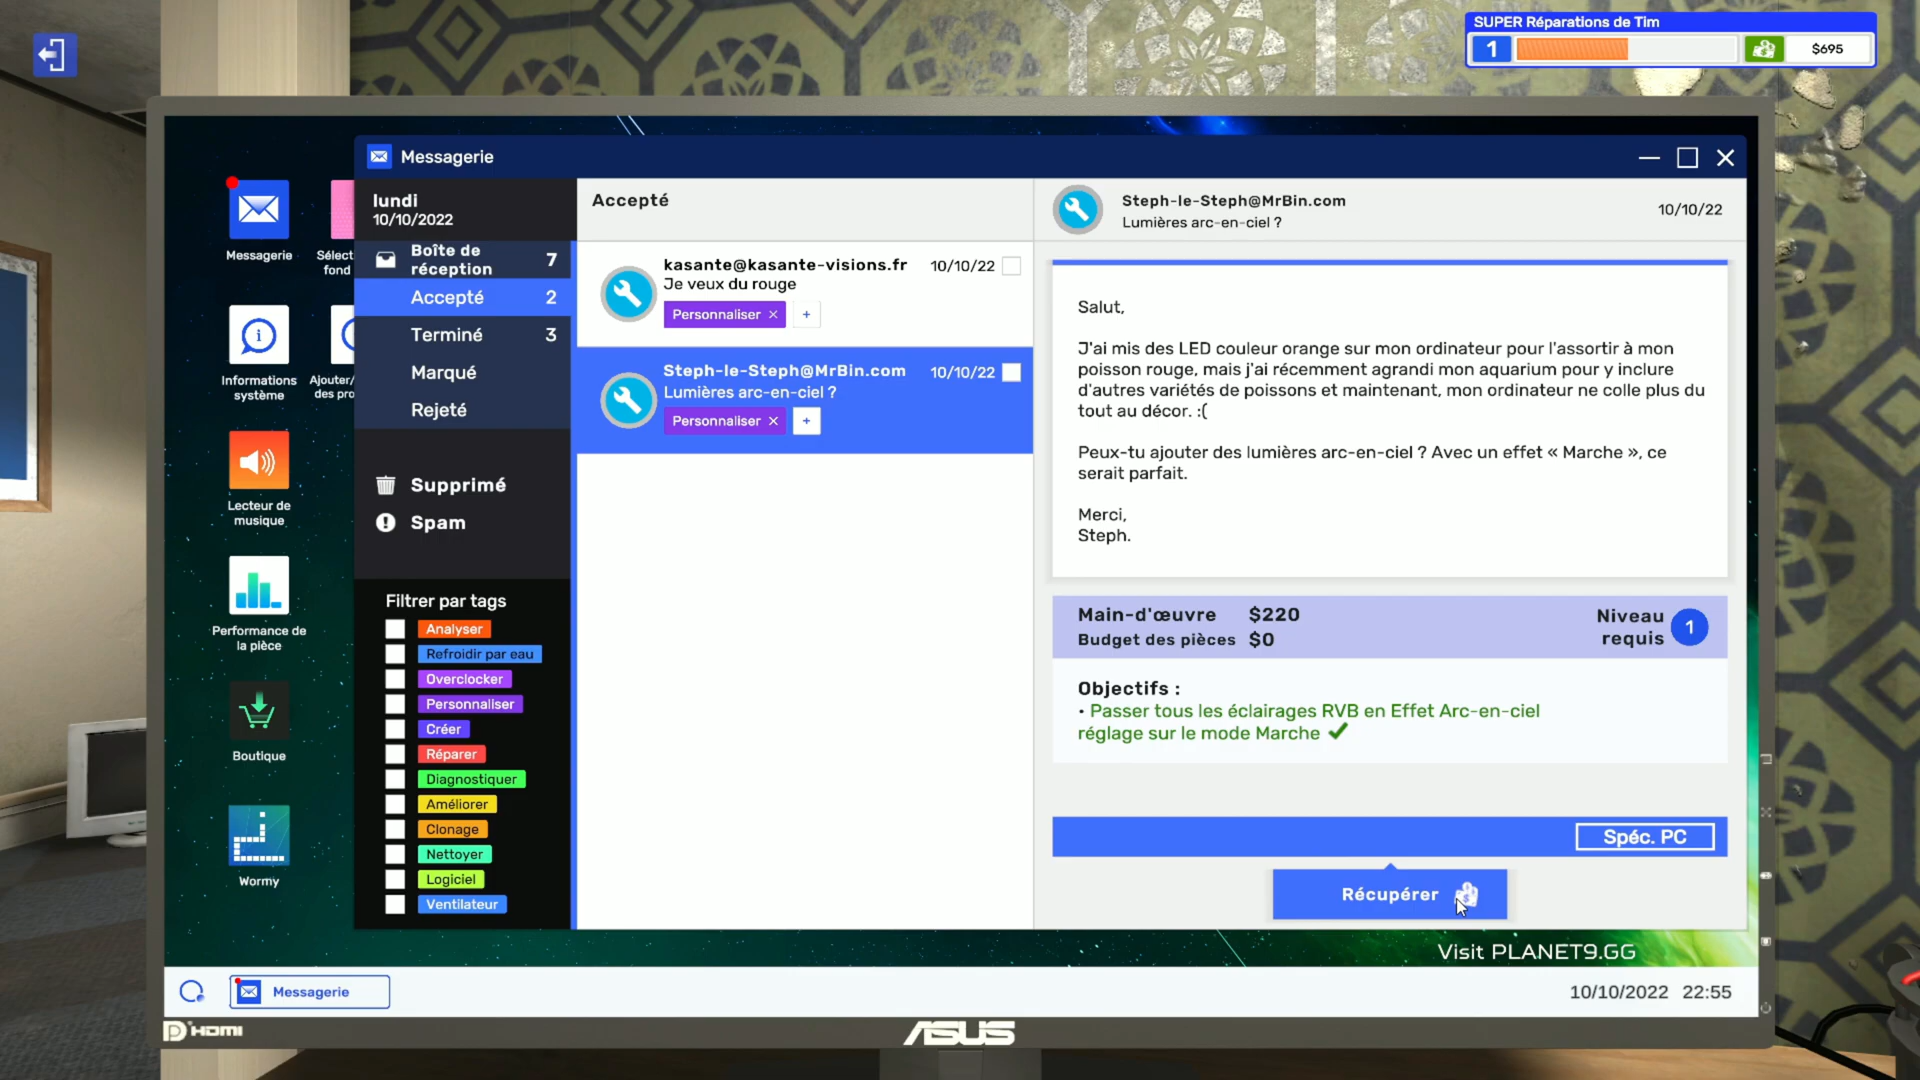 SUPER Réparations de Tim
1
$695
Messagerie
lundi
10/10/2022
Boîte de réception
7
Accepté
2
Terminé
3
Marqué
Rejeté
Supprimé
Spam
Filtrer par tags
Analyser
Refroidir par eau
Overclocker
Personnaliser
Créer
Réparer
Diagnostiquer
Améliorer
Clonage
Nettoyer
Logiciel
Ventilateur
Accepté
kasante@kasante-visions.fr
10/10/22
Je veux du rouge
Personnaliser ×
+
Steph-le-Steph@MrBin.com
10/10/22
Lumières arc-en-ciel ?
Personnaliser ×
+
Steph-le-Steph@MrBin.com
Lumières arc-en-ciel ?
10/10/22
Salut,
J'ai mis des LED couleur orange sur mon ordinateur pour l'assortir à mon
poisson rouge, mais j'ai récemment agrandi mon aquarium pour y inclure
d'autres variétés de poissons et maintenant, mon ordinateur ne colle plus du
tout au décor. :(
Peux-tu ajouter des lumières arc-en-ciel ? Avec un effet « Marche », ce
serait parfait.
Merci,
Steph.
Main-d'œuvre $220
Budget des pièces $0
Niveau
requis
1
Objectifs :
• Passer tous les éclairages RVB en Effet Arc-en-ciel
réglage sur le mode Marche ✔
Spéc. PC
Récupérer
Messagerie
Sélect
fond
Informations
système
Ajouter/
des pro
Lecteur de
musique
Performance de
la pièce
Boutique
Wormy
Visit PLANET9.GG
Messagerie
10/10/2022 22:55
HDMI
ASUS